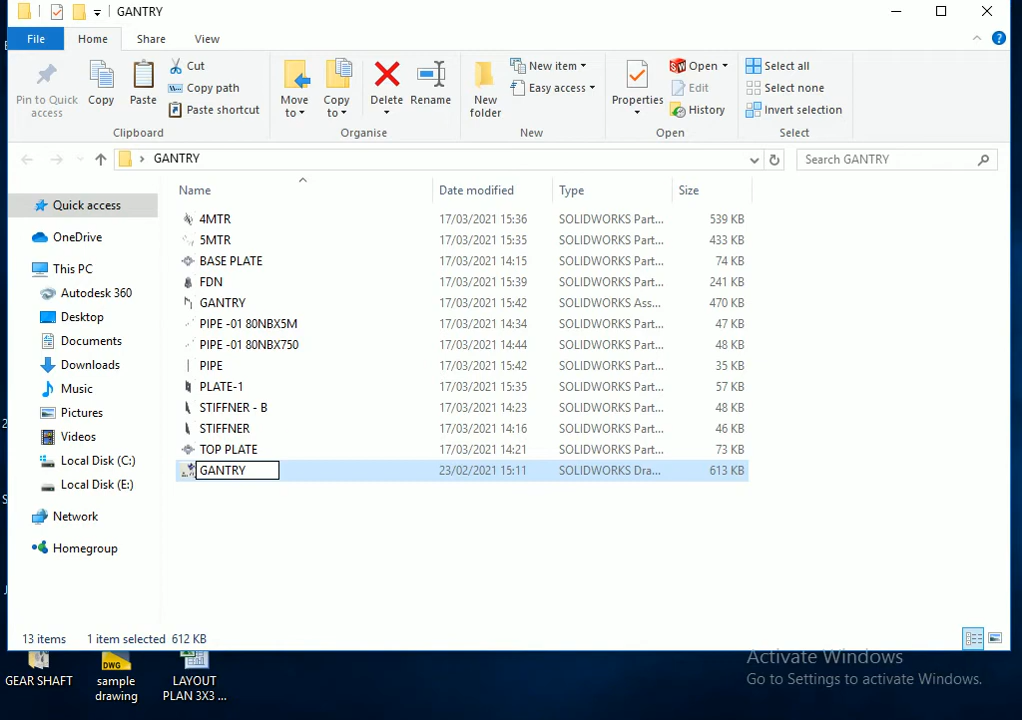 GANTRY
File Home Share View
Pin to Quick access
Copy
Paste
Cut
Copy path
Paste shortcut
Clipboard
Move to
Copy to
Delete
Rename
Organise
New folder
New item
Easy access
New
Properties
Open
Edit
History
Open
Select all
Select none
Invert selection
Select
GANTRY
Search GANTRY
Quick access
OneDrive
This PC
Autodesk 360
Desktop
Documents
Downloads
Music
Pictures
Videos
Local Disk (C:)
Local Disk (E:)
Network
Homegroup
Name Date modified Type Size
4MTR 17/03/2021 15:36 SOLIDWORKS Part... 539 KB
5MTR 17/03/2021 15:35 SOLIDWORKS Part... 433 KB
BASE PLATE 17/03/2021 14:15 SOLIDWORKS Part... 74 KB
FDN 17/03/2021 15:39 SOLIDWORKS Part... 241 KB
GANTRY 17/03/2021 15:42 SOLIDWORKS Ass... 470 KB
PIPE -01 80NBX5M 17/03/2021 14:34 SOLIDWORKS Part... 47 KB
PIPE -01 80NBX750 17/03/2021 14:44 SOLIDWORKS Part... 48 KB
PIPE 17/03/2021 15:42 SOLIDWORKS Part... 35 KB
PLATE-1 17/03/2021 15:35 SOLIDWORKS Part... 57 KB
STIFFNER - B 17/03/2021 14:23 SOLIDWORKS Part... 48 KB
STIFFNER 17/03/2021 14:16 SOLIDWORKS Part... 46 KB
TOP PLATE 17/03/2021 14:21 SOLIDWORKS Part... 73 KB
GANTRY 23/02/2021 15:11 SOLIDWORKS Dra... 613 KB
13 items 1 item selected 612 KB
GEAR SHAFT
DWG
sample drawing
LAYOUT
PLAN 3X3 ...
Activate Windows
Go to Settings to activate Windows.